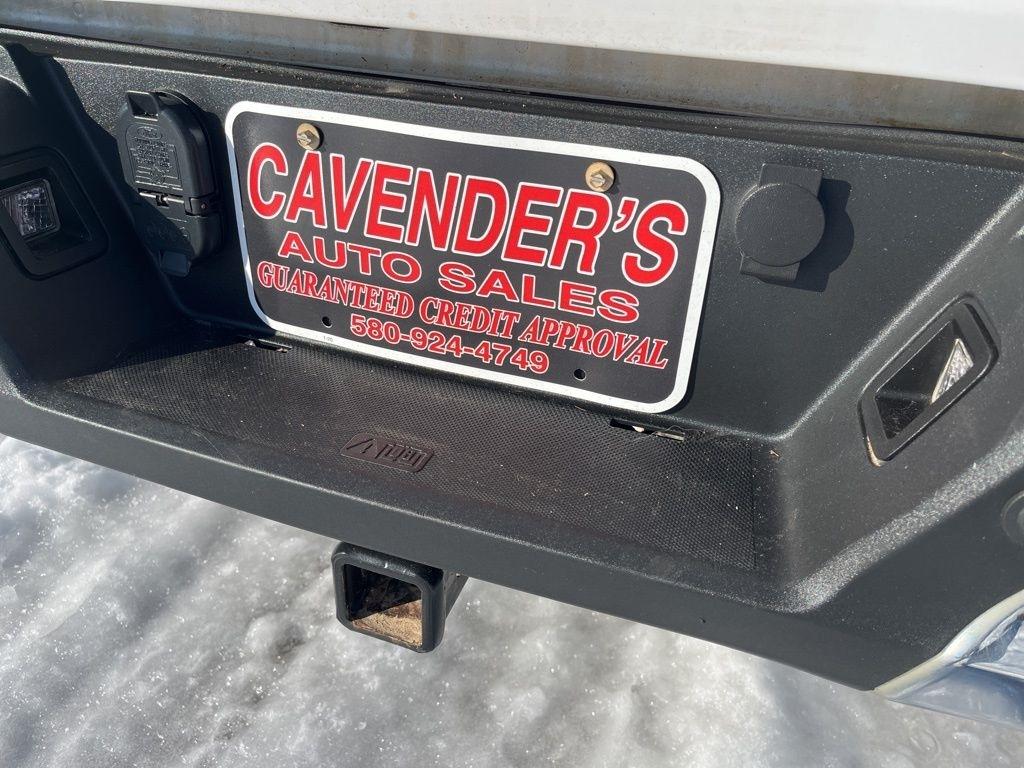 CAVENDER'S
AUTO SALES
GUARANTEED CREDIT APPROVAL
580-924-4749